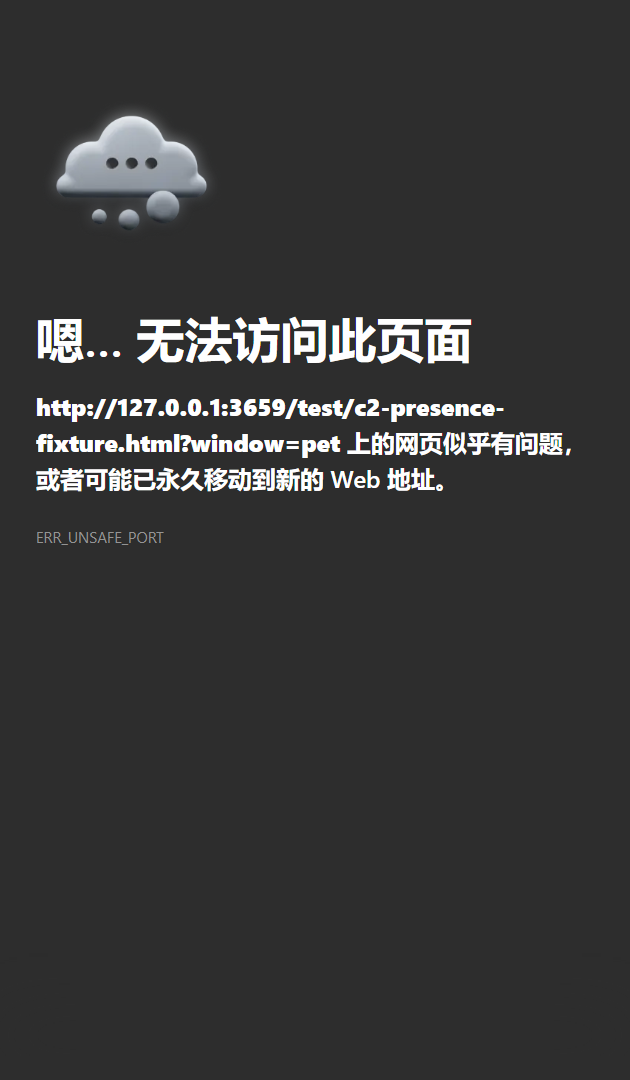 嗯… 无法访问此页面
http://127.0.0.1:3659/test/c2-presence-
fixture.html?window=pet 上的网页似乎有问题，
或者可能已永久移动到新的 Web 地址。
ERR_UNSAFE_PORT